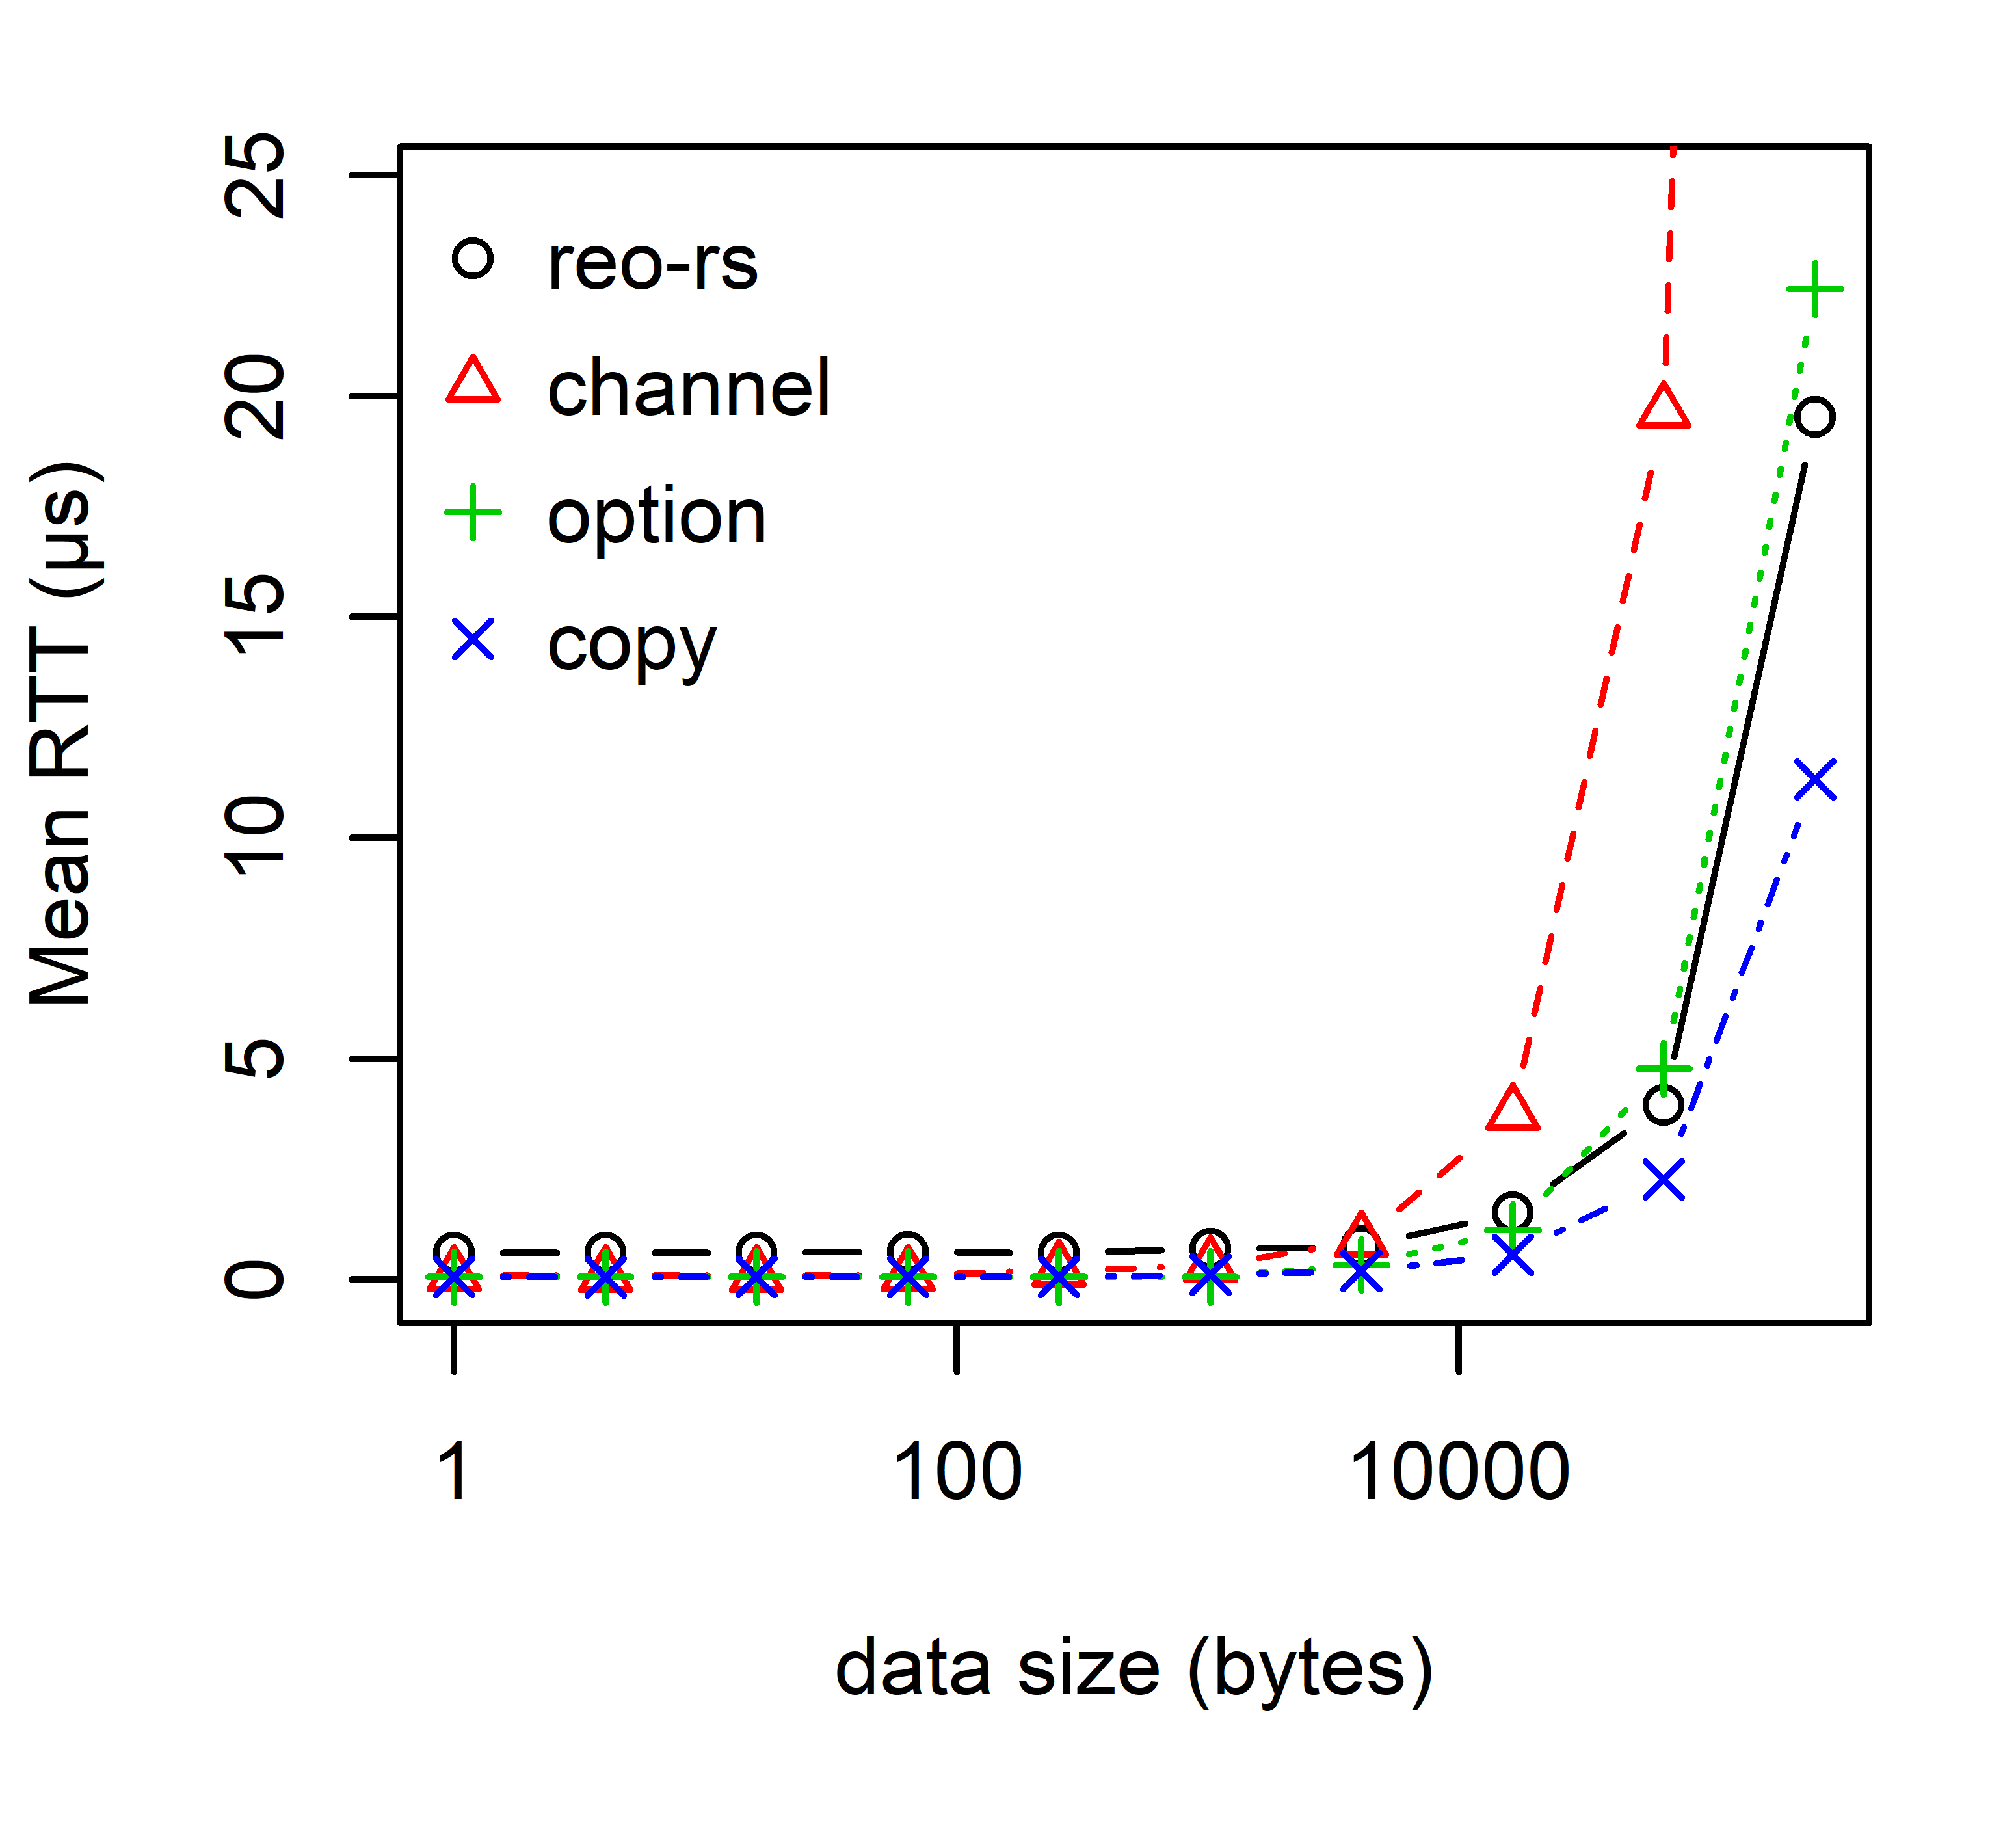 25
20
15
10
5
0
Mean RTT (µs)
reo-rs
channel
option
copy
1
100
10000
data size (bytes)